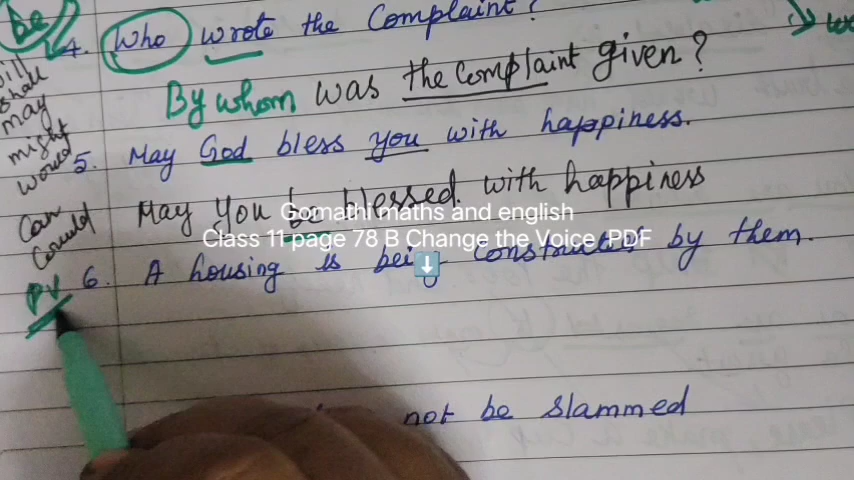 be
4. Who wrote the Complaint?
By whom was the Complaint given?
will
shall
may
might
would
5. May God bless you with happiness.
Can
Could
May you be blessed with happiness
Gomathi maths and english
Class 11 page 78 B Change the Voice .PDF
PV
6. A housing is being constructed by them.
not be slammed